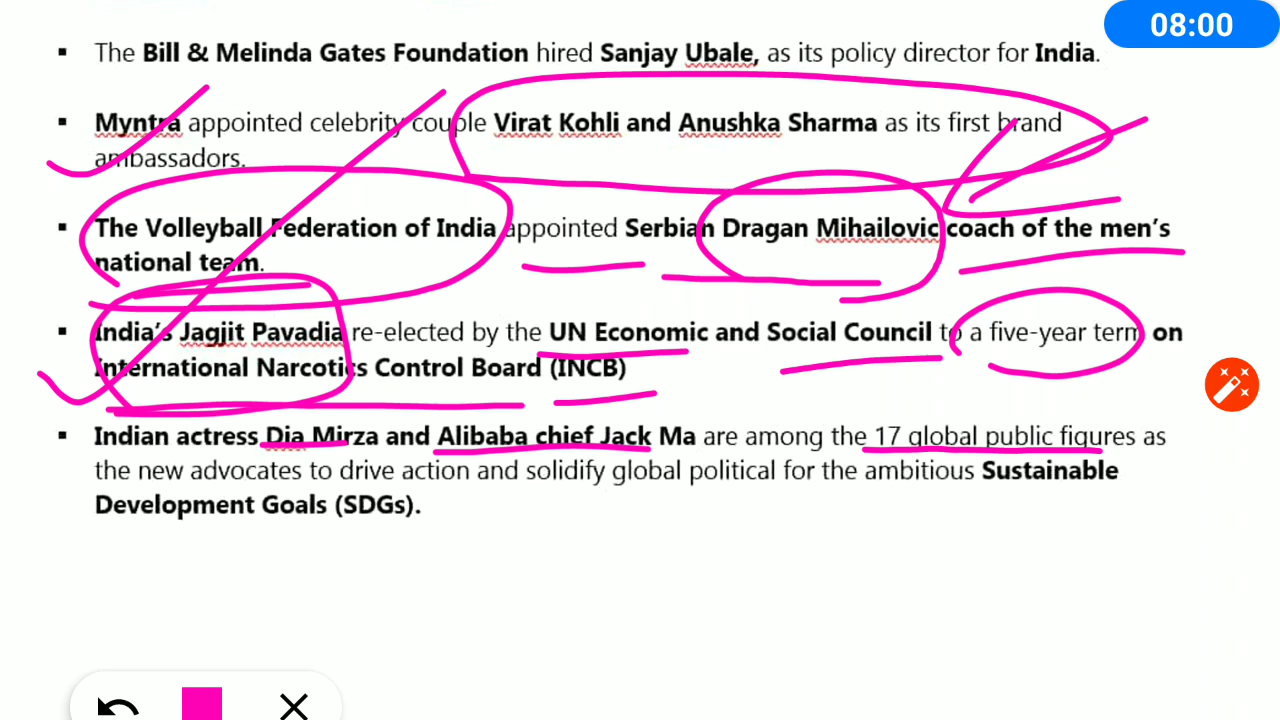 08:00
▪ The Bill & Melinda Gates Foundation hired Sanjay Ubale, as its policy director for India.
▪ Myntra appointed celebrity couple Virat Kohli and Anushka Sharma as its first brand
ambassadors.
▪ The Volleyball Federation of India appointed Serbian Dragan Mihailovic coach of the men's
national team.
▪ India's Jagjit Pavadia re-elected by the UN Economic and Social Council to a five-year term on
International Narcotics Control Board (INCB)
▪ Indian actress Dia Mirza and Alibaba chief Jack Ma are among the 17 global public figures as
the new advocates to drive action and solidify global political for the ambitious Sustainable
Development Goals (SDGs).